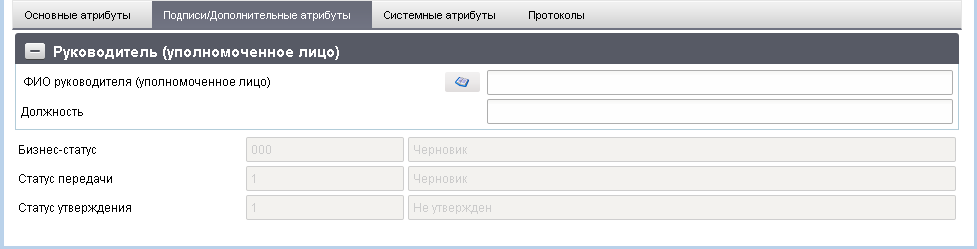 Основные атрибуты Подписи/Дополнительные атрибуты Системные атрибуты Протоколы
Руководитель (уполномоченное лицо)
ФИО руководителя (уполномоченное лицо)
Должность
Бизнес-статус 000 Черновик
Статус передачи 1 Черновик
Статус утверждения 1 Не утвержден